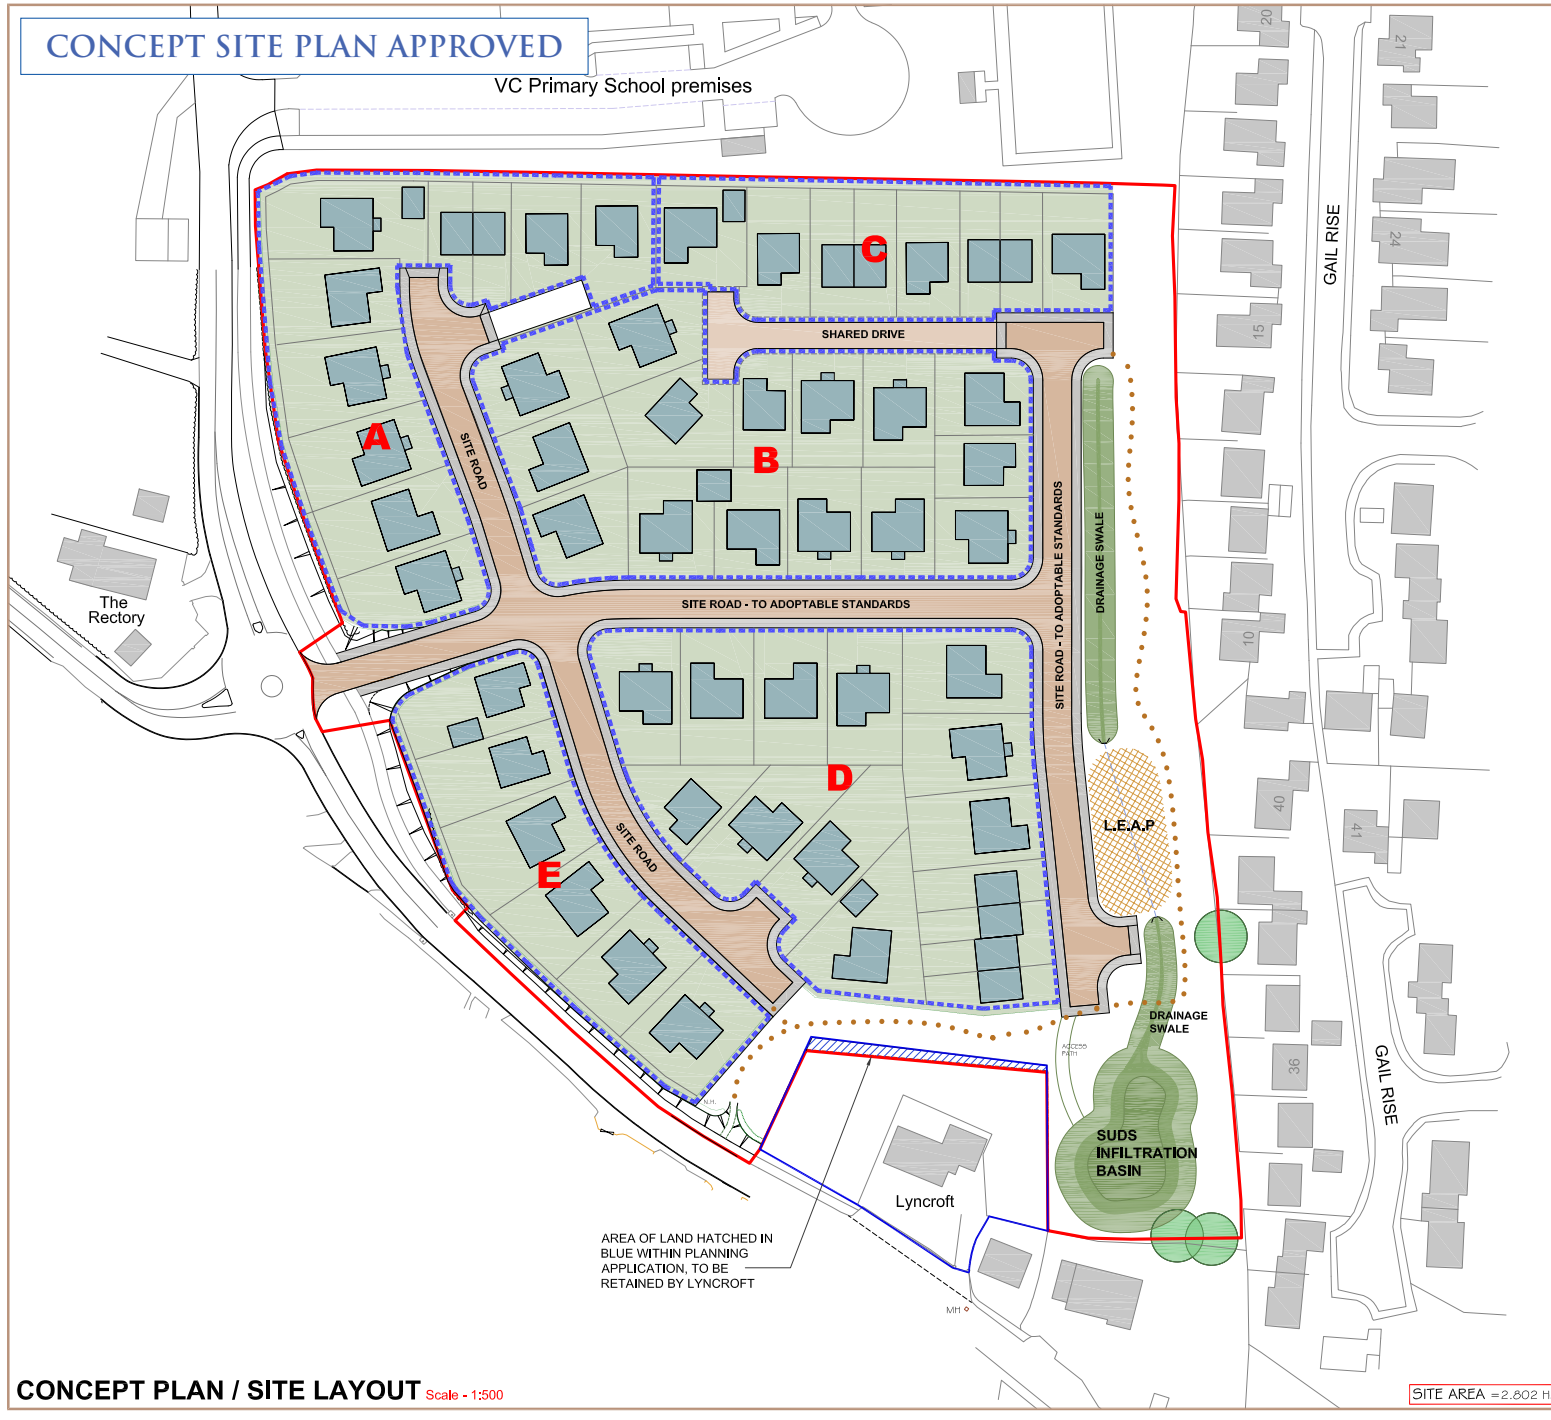 CONCEPT SITE PLAN APPROVED
VC Primary School premises
20
21
GAIL RISE
24
15
C
SHARED DRIVE
A
SITE ROAD
B
SITE ROAD - TO ADOPTABLE STANDARDS
DRAINAGE SWALE
The
Rectory
SITE ROAD - TO ADOPTABLE STANDARDS
10
D
L.E.A.P
40
41
SITE ROAD
E
DRAINAGE
SWALE
ACCESS
PATH
36
GAIL RISE
SUDS
INFILTRATION
BASIN
Lyncroft
AREA OF LAND HATCHED IN
BLUE WITHIN PLANNING
APPLICATION, TO BE
RETAINED BY LYNCROFT
MH
CONCEPT PLAN / SITE LAYOUT Scale - 1:500
SITE AREA =2.802 H